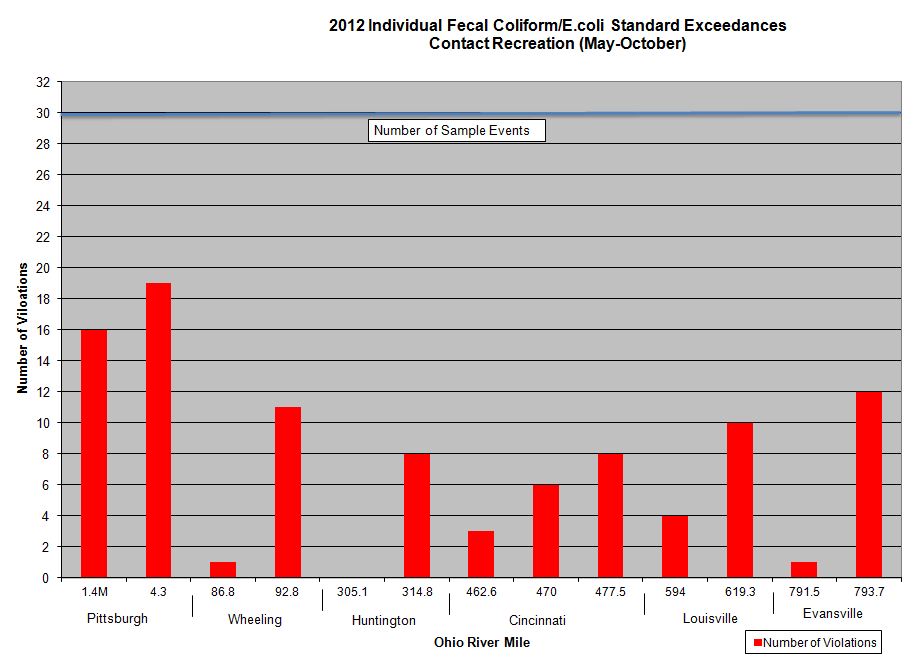 2012 Individual Fecal Coliform/E.coli Standard Exceedances
Contact Recreation (May-October)
32
30
28
26
24
22
20
18
16
14
12
10
8
6
4
2
0
Number of Viloations
Number of Sample Events
1.4M 4.3 86.8 92.8 305.1 314.8 462.6 470 477.5 594 619.3 791.5 793.7
Pittsburgh Wheeling Huntington Cincinnati Louisville Evansville
Ohio River Mile
Number of Violations